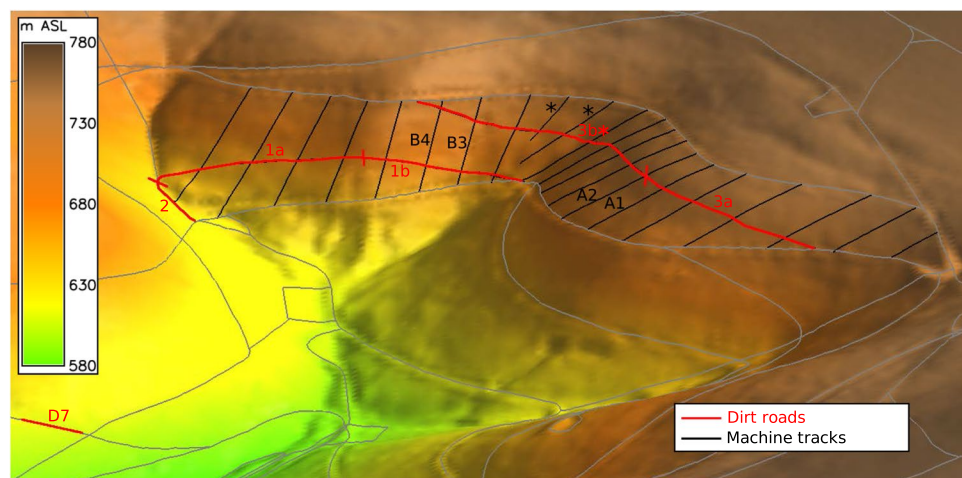 m ASL
780
730
680
630
580
* *
3b*
B4 B3
1a
1b
2
A2 A1
3a
D7
Dirt roads
Machine tracks